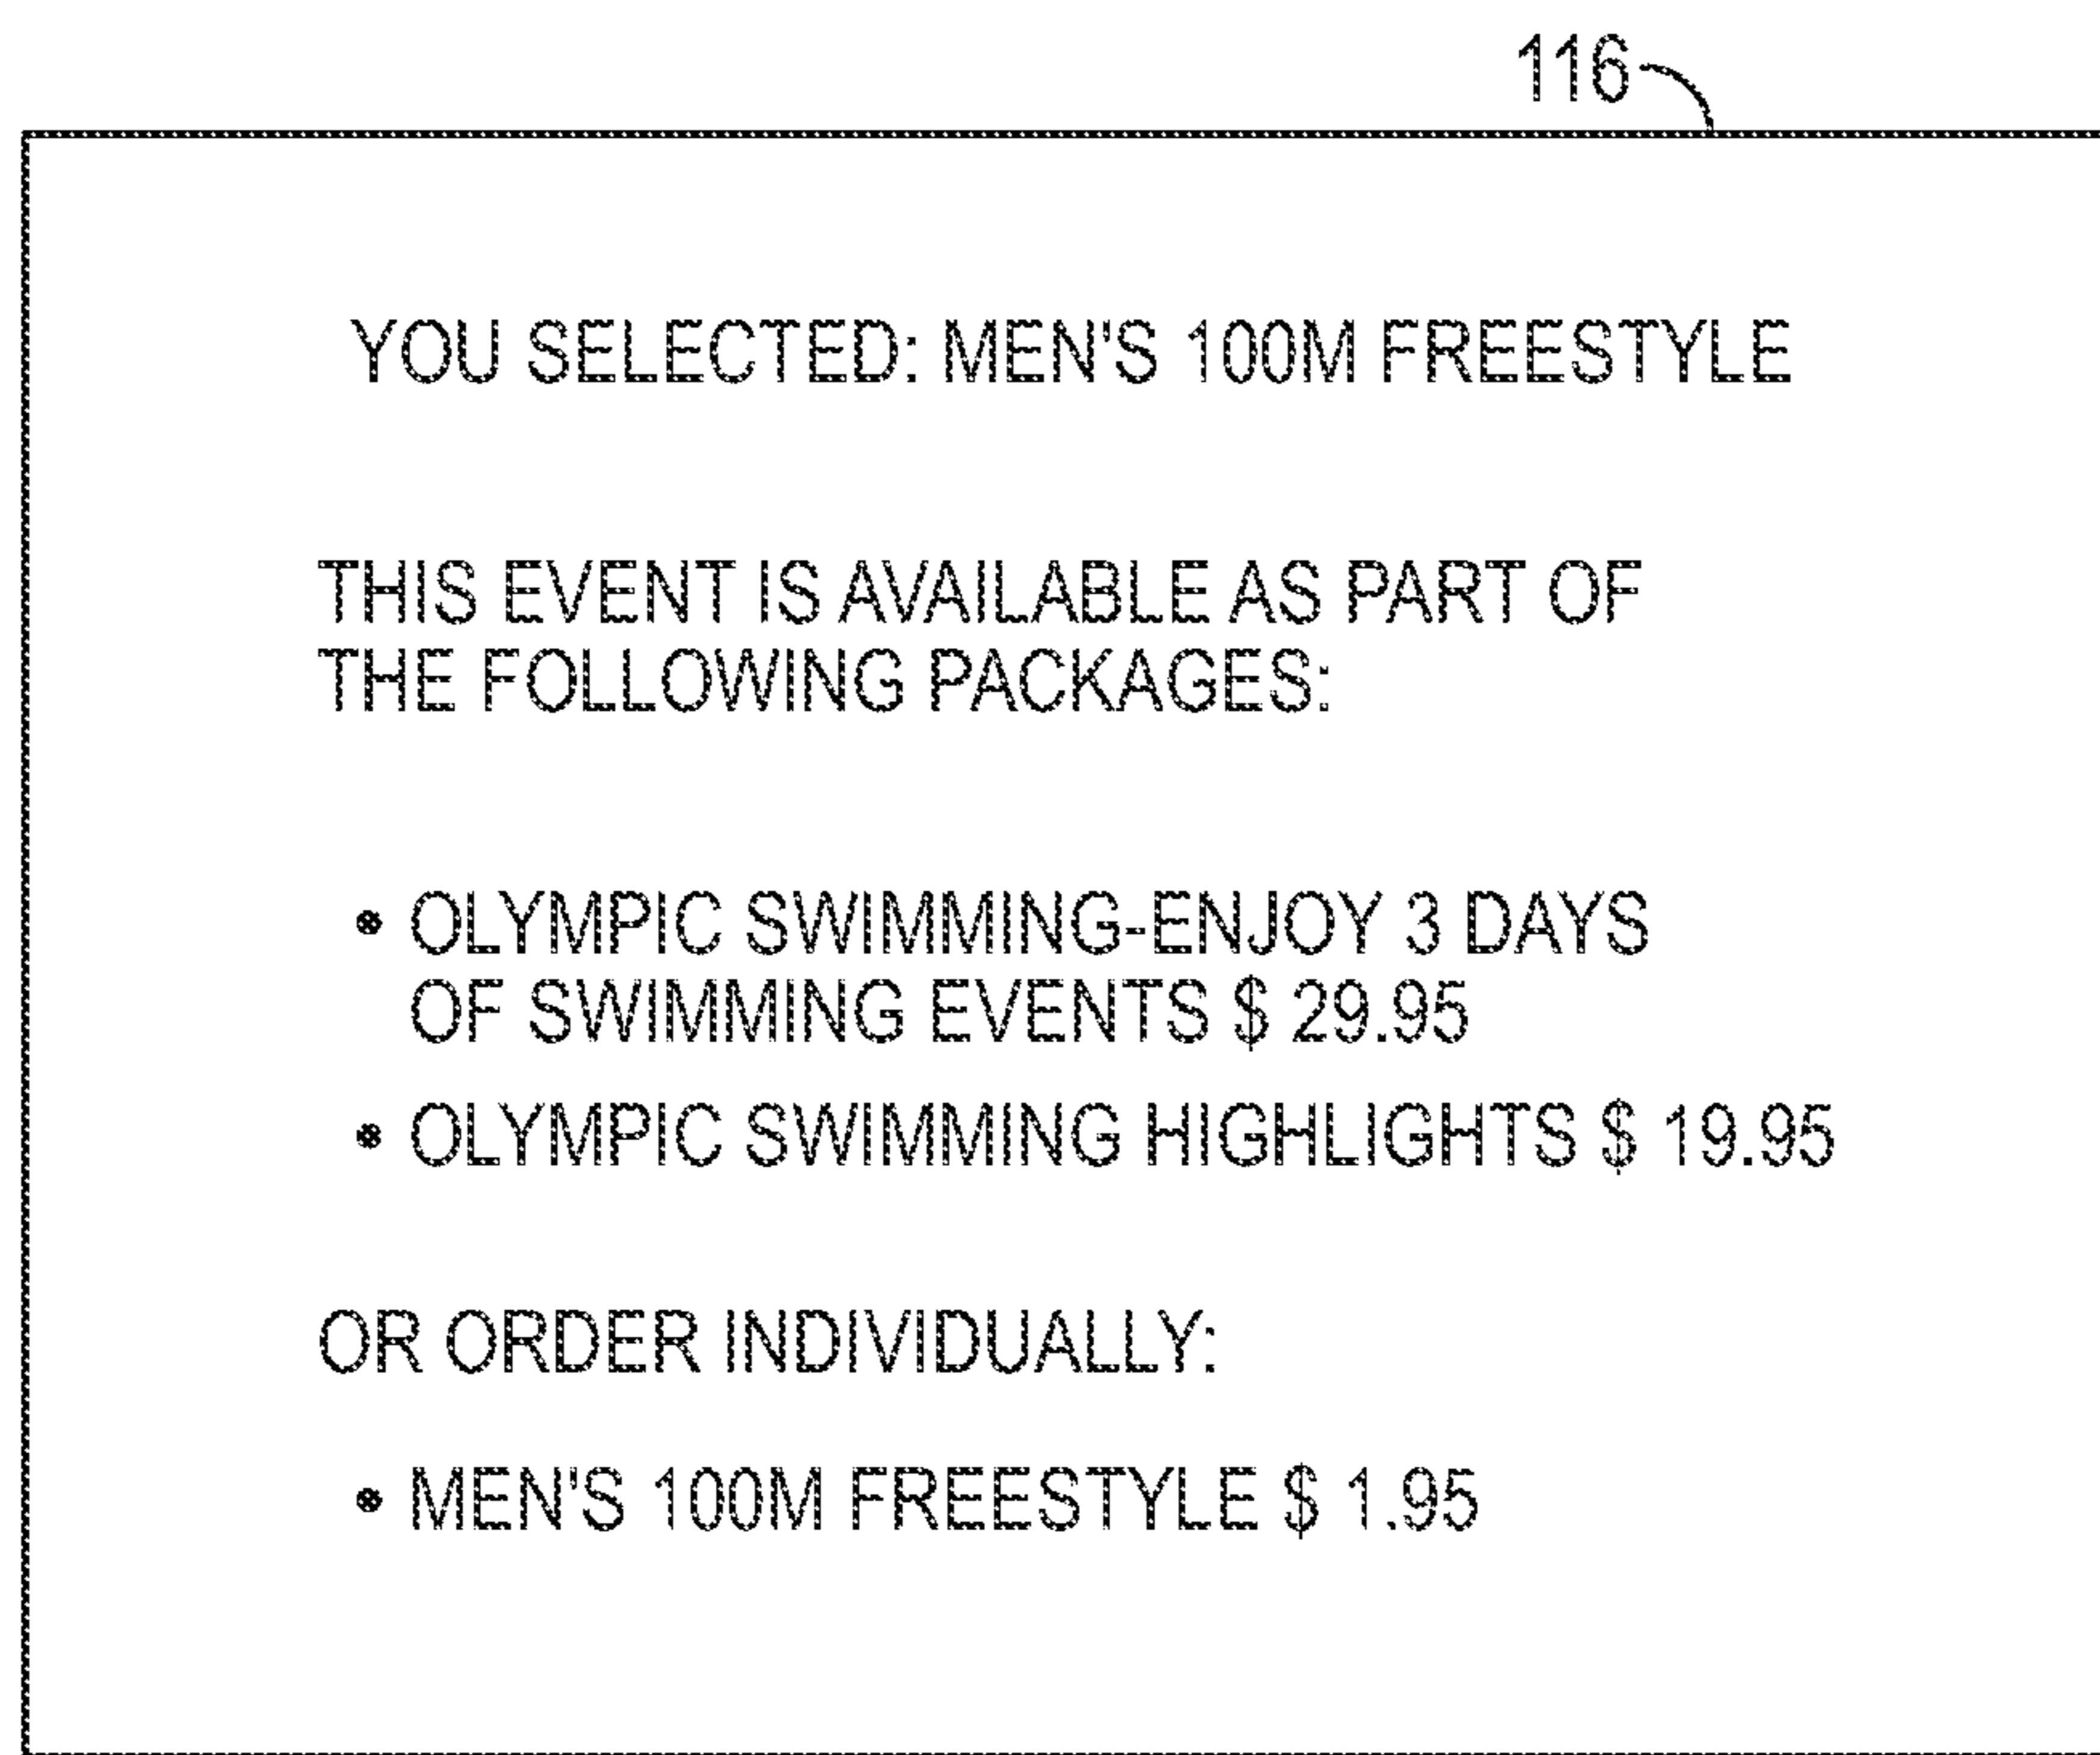 116
YOU SELECTED: MEN'S 100M FREESTYLE
THIS EVENT IS AVAILABLE AS PART OF
THE FOLLOWING PACKAGES:
• OLYMPIC SWIMMING-ENJOY 3 DAYS
OF SWIMMING EVENTS $ 29.95
• OLYMPIC SWIMMING HIGHLIGHTS $ 19.95
OR ORDER INDIVIDUALLY:
• MEN'S 100M FREESTYLE $ 1.95